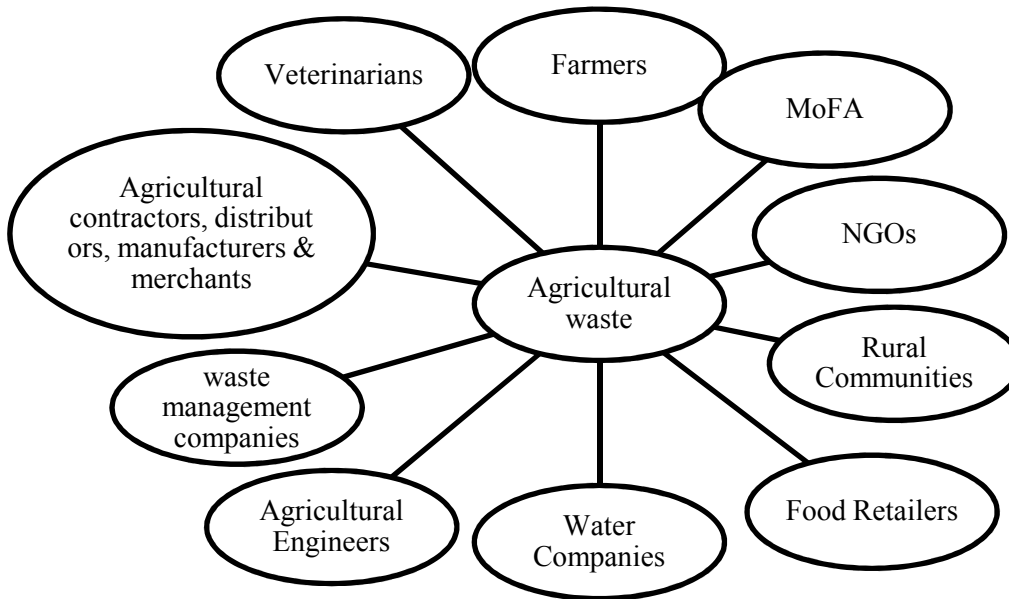 Veterinarians
Farmers
MoFA
Agricultural
contractors, distribut
ors, manufacturers &
merchants
NGOs
Agricultural
waste
Rural
Communities
waste
management
companies
Agricultural
Engineers
Water
Companies
Food Retailers